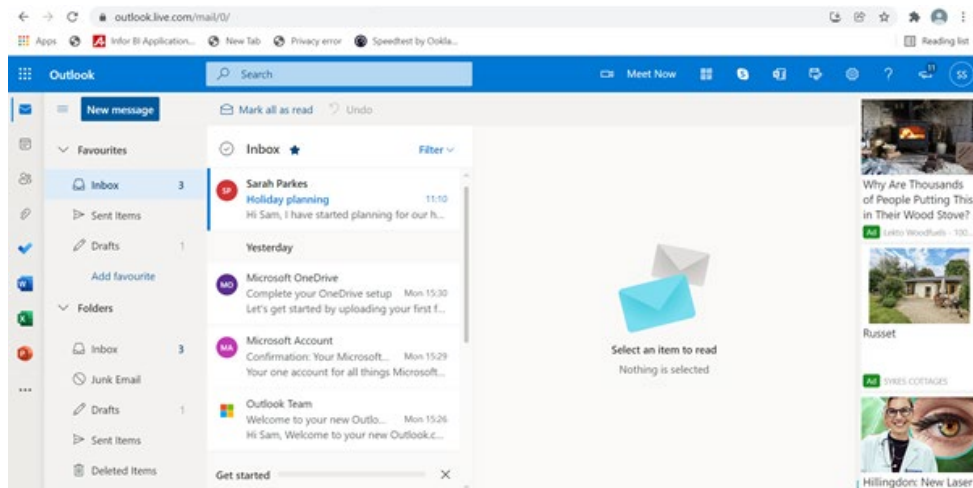 outlook.live.com/mail/0/
Apps
Infor BI Application...
New Tab
Privacy error
Speedtest by Ookla...
Reading list
Outlook
Search
Meet Now
11
SS
New message
Mark all as read
Undo
Favourites
Inbox 3
Sent Items
Drafts 1
Add favourite
Folders
Inbox 3
Junk Email
Drafts 1
Sent Items
Deleted Items
Inbox
Filter
SP
Sarah Parkes
Holiday planning 11:10
Hi Sam, I have started planning for our h...
Yesterday
MO
Microsoft OneDrive
Complete your OneDrive setup Mon 15:30
Let's get started by uploading your first f...
MA
Microsoft Account
Confirmation: Your Microsoft... Mon 15:29
Your one account for all things Microsoft...
Outlook Team
Welcome to your new Outlo... Mon 15:26
Hi Sam, Welcome to your new Outlook.c...
Get started
Select an item to read
Nothing is selected
Why Are Thousands
of People Putting This
in Their Wood Stove?
Ad Lekto Woodfuels - 100...
Russet
Ad SYKES COTTAGES
Hillingdon: New Laser